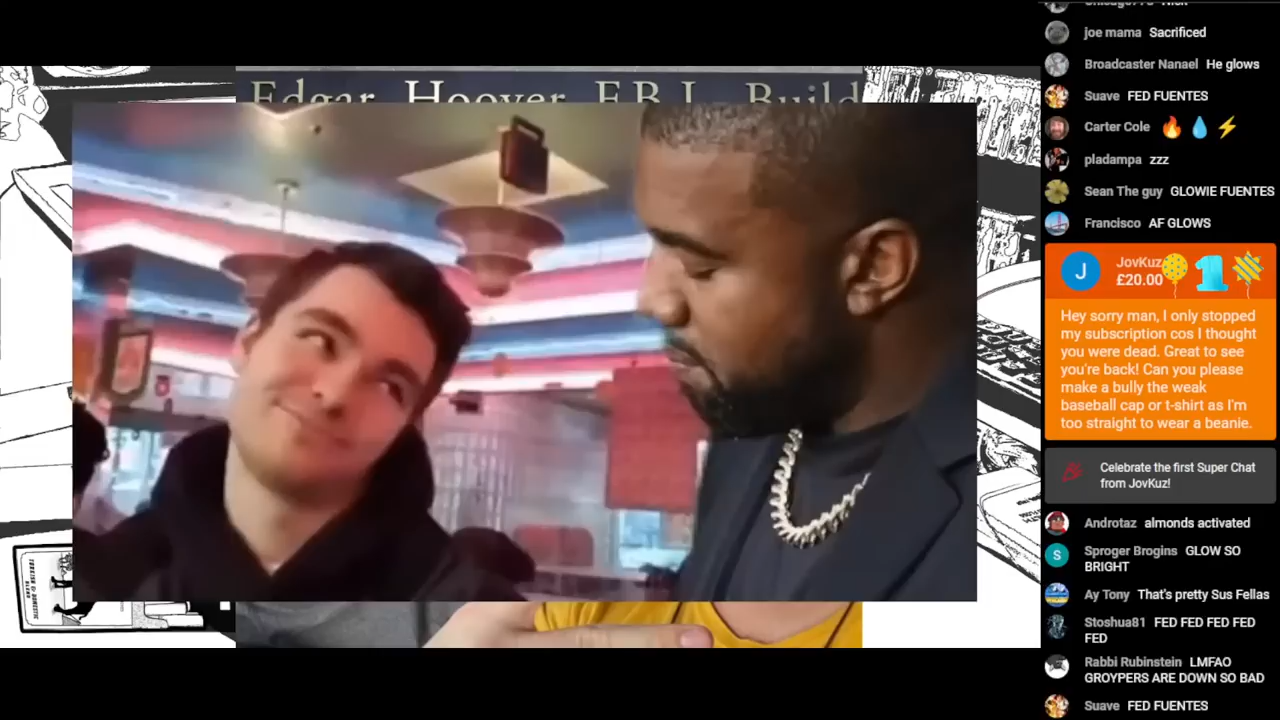 Edgar Hoover F.B.I. Build
joe mama Sacrificed
Broadcaster Nanael He glows
Suave FED FUENTES
Carter Cole 🔥 💧 ⚡
pladampa zzz
Sean The guy GLOWIE FUENTES
Francisco AF GLOWS
J
JovKuz
£20.00
1
Hey sorry man, I only stopped
my subscription cos I thought
you were dead. Great to see
you're back! Can you please
make a bully the weak
baseball cap or t-shirt as I'm
too straight to wear a beanie.
Celebrate the first Super Chat
from JovKuz!
Androtaz almonds activated
S
Sproger Brogins GLOW SO
BRIGHT
Ay Tony That's pretty Sus Fellas
Stoshua81 FED FED FED FED
FED
Rabbi Rubinstein LMFAO
GROYPERS ARE DOWN SO BAD
Suave FED FUENTES